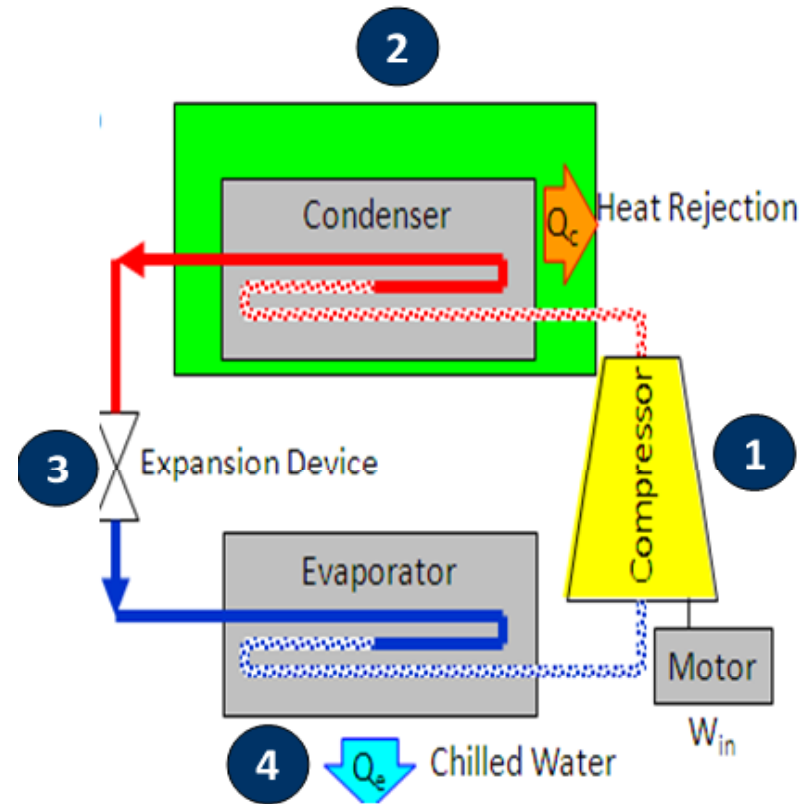 2
Condenser
Qc
Heat Rejection
Compressor
1
3
Expansion Device
Evaporator
Motor
Win
4
Qe
Chilled Water